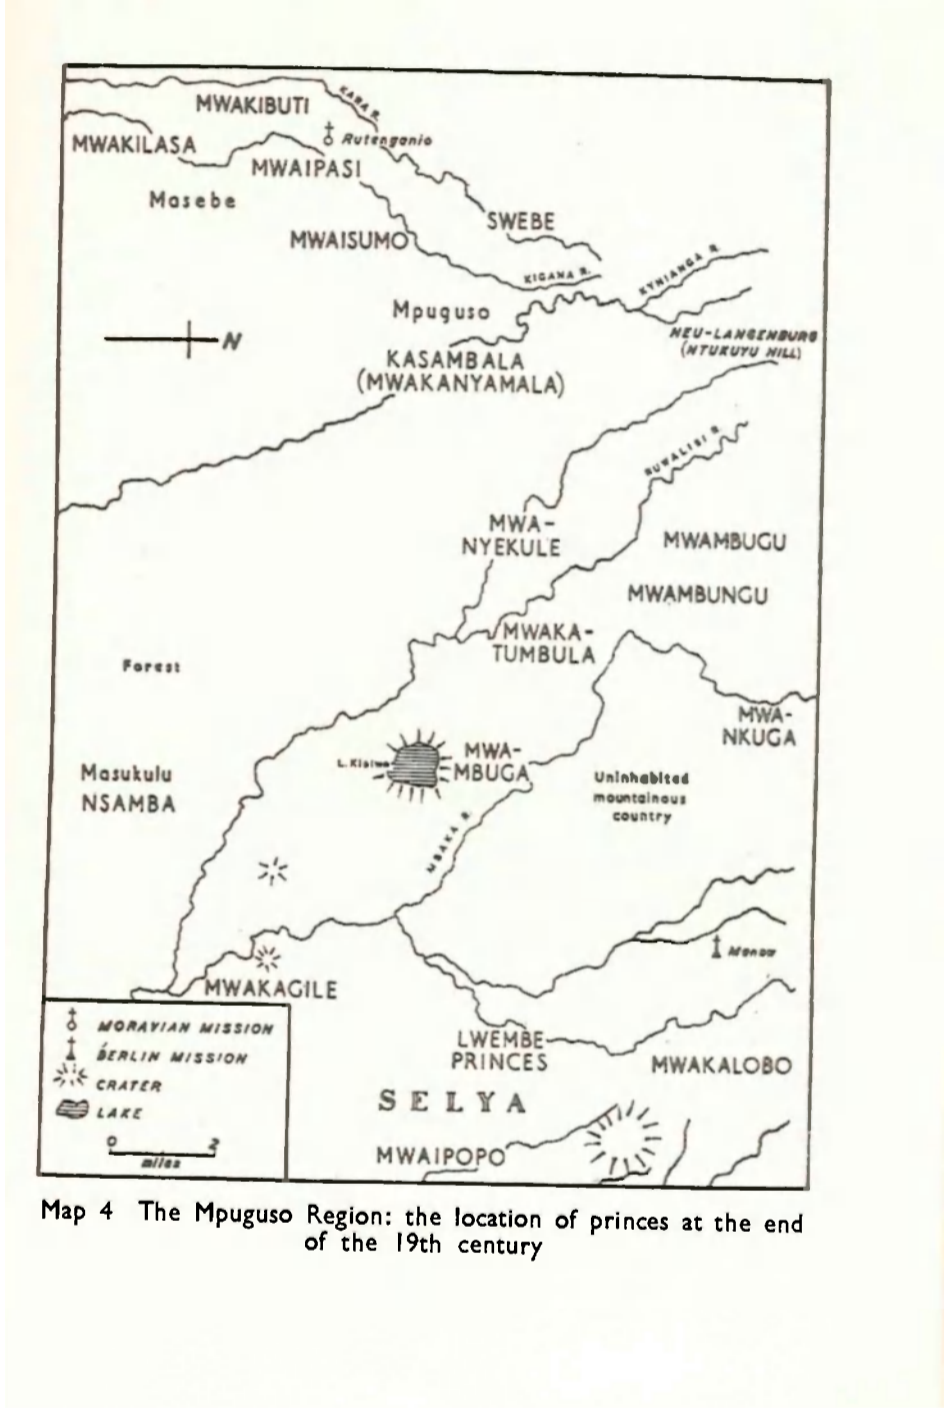 KARA R.
MWAKIBUTI
Rutenganio
MWAKILASA
MWAIPASI
Masebe
SWEBE
MWAISUMO
KYNIANGA R.
KIGANA R.
Mpuguso
N
NEU-LANGENBURG
(NTUKUYU HILL)
KASAMBALA
(MWAKANYAMALA)
MWA-
NYEKULE
MWAMBUGU
MWAMBUNGU
MWAKA-
TUMBULA
Forest
MWA-
NKUGA
L. Kisiwa
MWA-
MBUGA
Masukulu
NSAMBA
Uninhabited
mountainous
country
MBAKA R.
Manow
MWAKAGILE
LWEMBE
PRINCES
MWAKALOBO
SELYA
MWAIPOPO
MORAVIAN MISSION
BERLIN MISSION
CRATER
LAKE
0 2
miles
Map 4 The Mpuguso Region: the location of princes at the end
of the 19th century